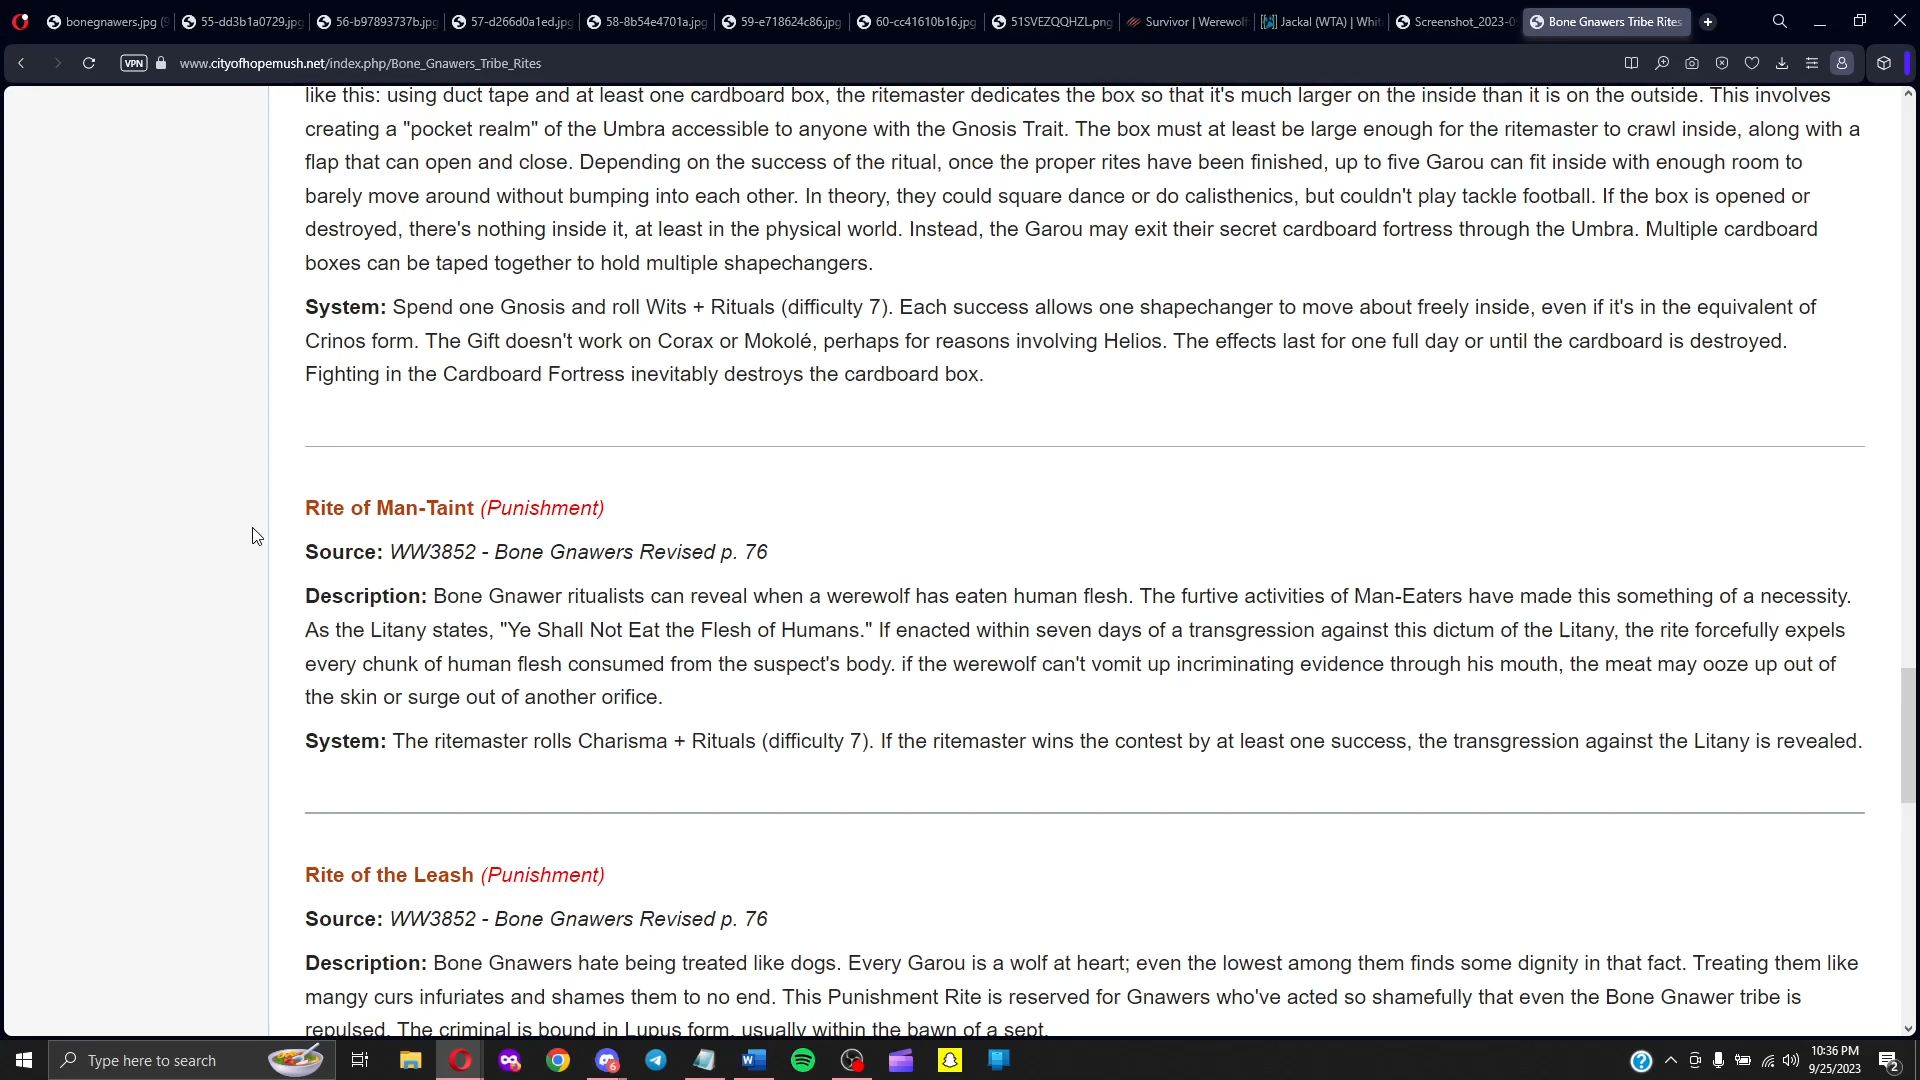 bonegnawers.jpg (9
55-dd3b1a0729.jpg
56-b97893737b.jpg
57-d266d0a1ed.jpg
58-8b54e4701a.jpg
59-e718624c86.jpg
60-cc41610b16.jpg
51SVEZQQHZL.png
Survivor | Werewolf
Jackal (WTA) | Whit
Screenshot_2023-09
Bone Gnawers Tribe Rites
VPN
www.cityofhopemush.net/index.php/Bone_Gnawers_Tribe_Rites
like this: using duct tape and at least one cardboard box, the ritemaster dedicates the box so that it's much larger on the inside than it is on the outside. This involves
creating a "pocket realm" of the Umbra accessible to anyone with the Gnosis Trait. The box must at least be large enough for the ritemaster to crawl inside, along with a
flap that can open and close. Depending on the success of the ritual, once the proper rites have been finished, up to five Garou can fit inside with enough room to
barely move around without bumping into each other. In theory, they could square dance or do calisthenics, but couldn't play tackle football. If the box is opened or
destroyed, there's nothing inside it, at least in the physical world. Instead, the Garou may exit their secret cardboard fortress through the Umbra. Multiple cardboard
boxes can be taped together to hold multiple shapechangers.
System: Spend one Gnosis and roll Wits + Rituals (difficulty 7). Each success allows one shapechanger to move about freely inside, even if it's in the equivalent of
Crinos form. The Gift doesn't work on Corax or Mokolé, perhaps for reasons involving Helios. The effects last for one full day or until the cardboard is destroyed.
Fighting in the Cardboard Fortress inevitably destroys the cardboard box.
Rite of Man-Taint (Punishment)
Source: WW3852 - Bone Gnawers Revised p. 76
Description: Bone Gnawer ritualists can reveal when a werewolf has eaten human flesh. The furtive activities of Man-Eaters have made this something of a necessity.
As the Litany states, "Ye Shall Not Eat the Flesh of Humans." If enacted within seven days of a transgression against this dictum of the Litany, the rite forcefully expels
every chunk of human flesh consumed from the suspect's body. if the werewolf can't vomit up incriminating evidence through his mouth, the meat may ooze up out of
the skin or surge out of another orifice.
System: The ritemaster rolls Charisma + Rituals (difficulty 7). If the ritemaster wins the contest by at least one success, the transgression against the Litany is revealed.
Rite of the Leash (Punishment)
Source: WW3852 - Bone Gnawers Revised p. 76
Description: Bone Gnawers hate being treated like dogs. Every Garou is a wolf at heart; even the lowest among them finds some dignity in that fact. Treating them like
mangy curs infuriates and shames them to no end. This Punishment Rite is reserved for Gnawers who've acted so shamefully that even the Bone Gnawer tribe is
repulsed. The criminal is bound in Lupus form, usually within the bawn of a sept.
Type here to search
6
10:36 PM
9/25/2023
2